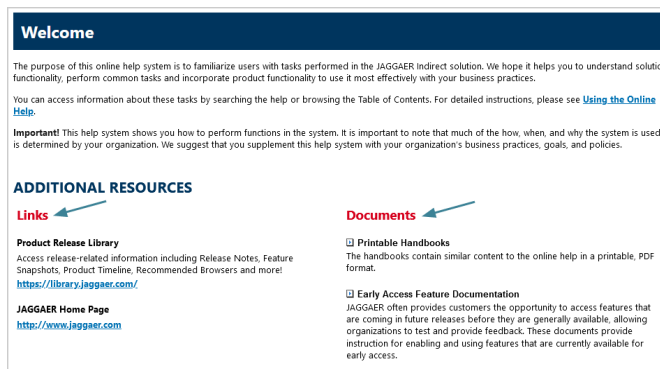 Welcome
The purpose of this online help system is to familiarize users with tasks performed in the JAGGAER Indirect solution. We hope it helps you to understand
functionality, perform common tasks and incorporate product functionality to use it most effectively with your business practices.
You can access information about these tasks by searching the help or browsing the Table of Contents. For detailed instructions, please see Using the Online
Help.
Important! This help system shows you how to perform functions in the system. It is important to note that much of the how, when, and why the system is used
is determined by your organization. We suggest that you supplement this help system with your organization's business practices, goals, and policies.
ADDITIONAL RESOURCES
Links
Product Release Library
Access release-related information including Release Notes, Feature
Snapshots, Product Timeline, Recommended Browsers and more!
https://library.jaggaer.com/
JAGGAER Home Page
http://www.jaggaer.com
Documents
Printable Handbooks
The handbooks contain similar content to the online help in a printable, PDF
format.
Early Access Feature Documentation
JAGGAER often provides customers the opportunity to access features that
are coming in future releases before they are generally available, allowing
organizations to test and provide feedback. These documents provide
instruction for enabling and using features that are currently available for
early access.